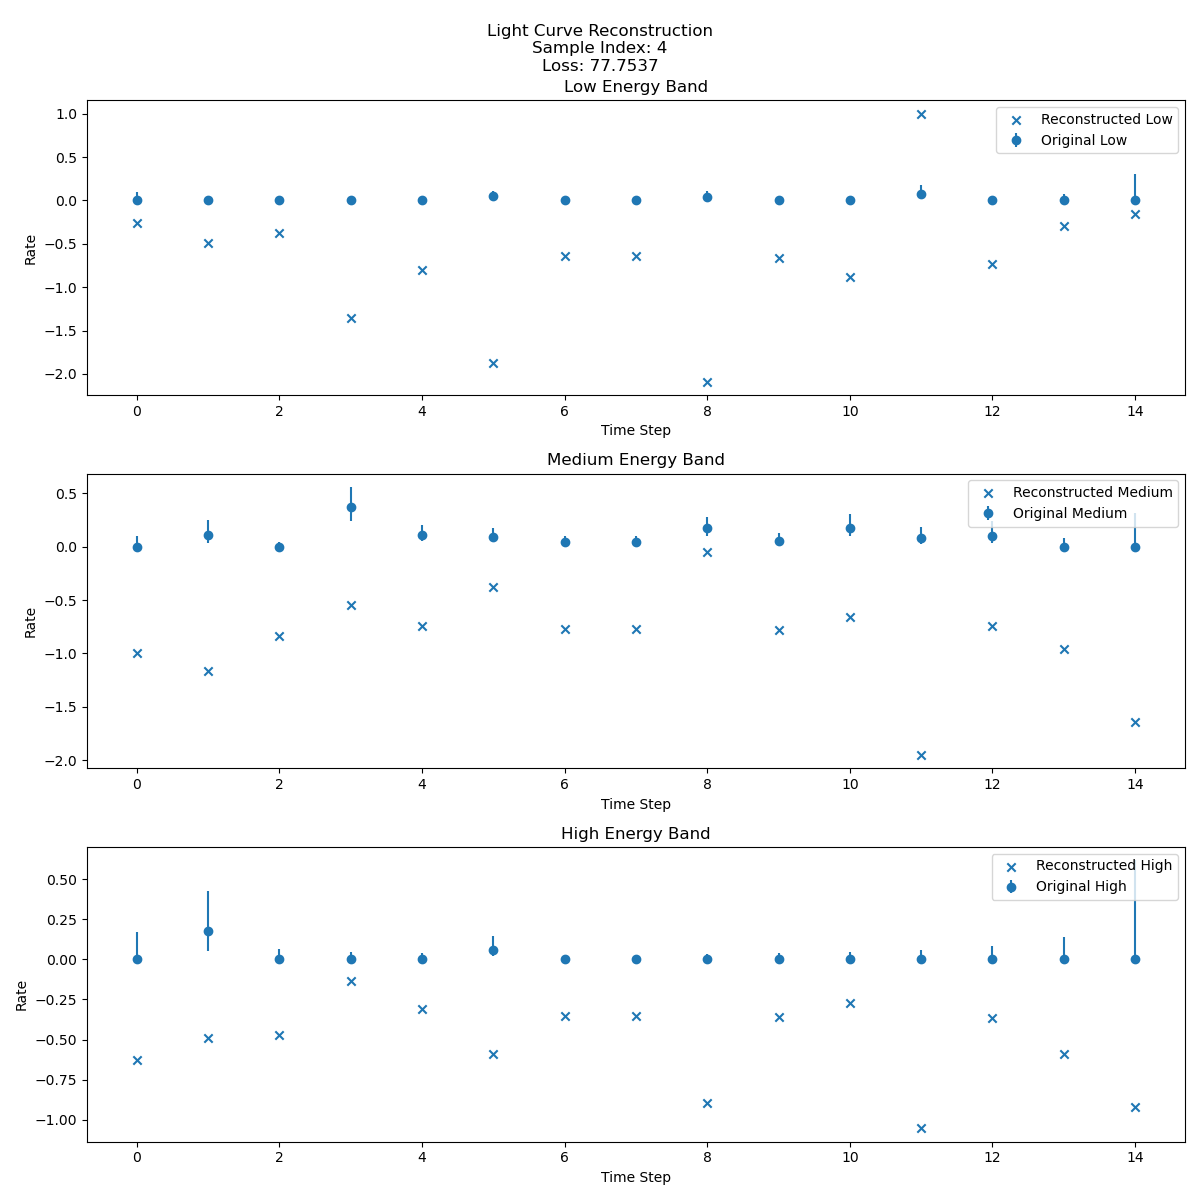 Light Curve Reconstruction
Sample Index: 4
Loss: 77.7537
Low Energy Band
Reconstructed Low
Original Low
Rate
1.0
0.5
0.0
−0.5
−1.0
−1.5
−2.0
0 2 4 6 8 10 12 14
Time Step
Medium Energy Band
Reconstructed Medium
Original Medium
Rate
0.5
0.0
−0.5
−1.0
−1.5
−2.0
0 2 4 6 8 10 12 14
Time Step
High Energy Band
Reconstructed High
Original High
Rate
0.50
0.25
0.00
−0.25
−0.50
−0.75
−1.00
0 2 4 6 8 10 12 14
Time Step